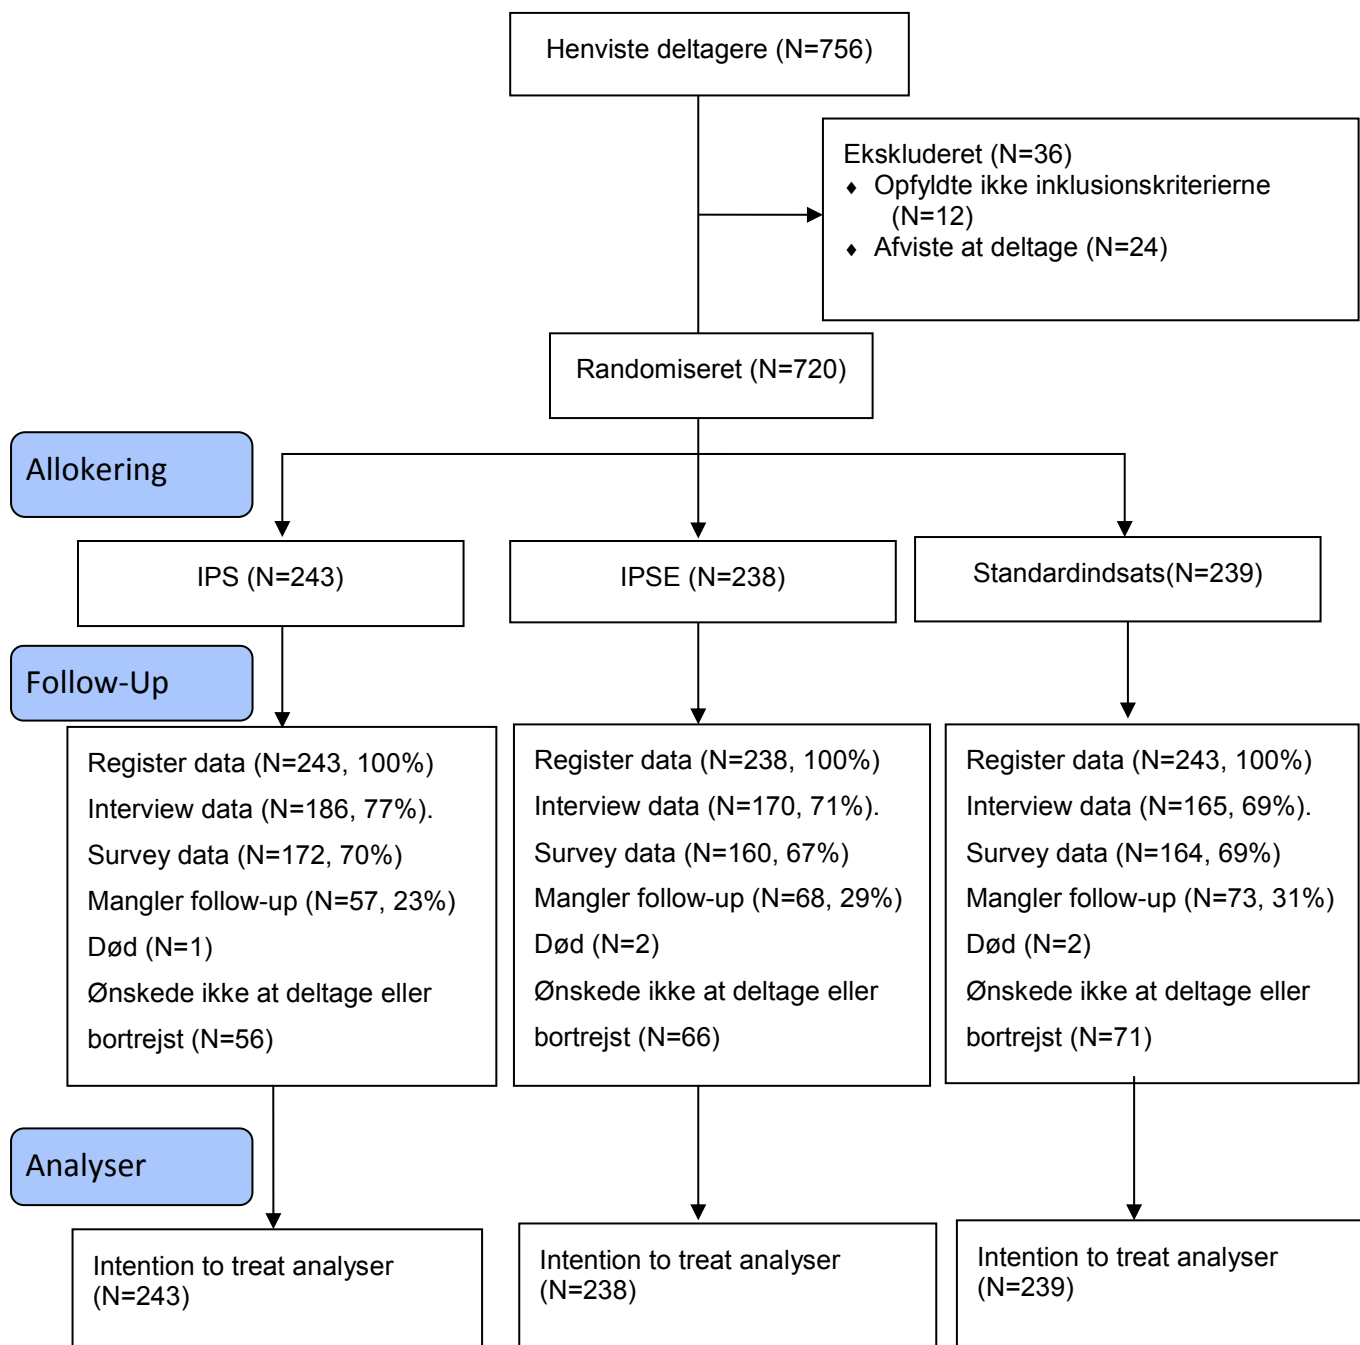 Henviste deltagere (N=756)
Ekskluderet (N=36)
♦ Opfyldte ikke inklusionskriterierne
(N=12)
♦ Afviste at deltage (N=24)
Randomiseret (N=720)
Allokering
IPS (N=243)
IPSE (N=238)
Standardindsats(N=239)
Follow-Up
Register data (N=243, 100%)
Interview data (N=186, 77%).
Survey data (N=172, 70%)
Mangler follow-up (N=57, 23%)
Død (N=1)
Ønskede ikke at deltage eller
bortrejst (N=56)
Register data (N=238, 100%)
Interview data (N=170, 71%).
Survey data (N=160, 67%)
Mangler follow-up (N=68, 29%)
Død (N=2)
Ønskede ikke at deltage eller
bortrejst (N=66)
Register data (N=243, 100%)
Interview data (N=165, 69%).
Survey data (N=164, 69%)
Mangler follow-up (N=73, 31%)
Død (N=2)
Ønskede ikke at deltage eller
bortrejst (N=71)
Analyser
Intention to treat analyser
(N=243)
Intention to treat analyser
(N=238)
Intention to treat analyser
(N=239)